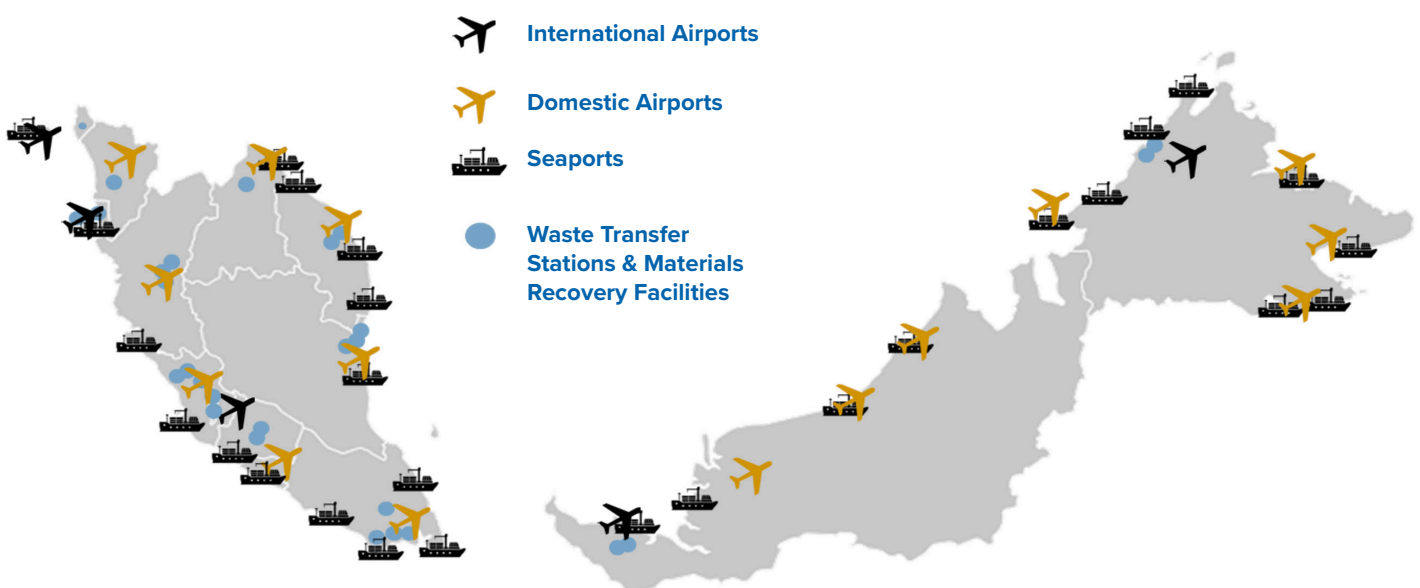 International Airports
Domestic Airports
Seaports
Waste Transfer
Stations & Materials
Recovery Facilities